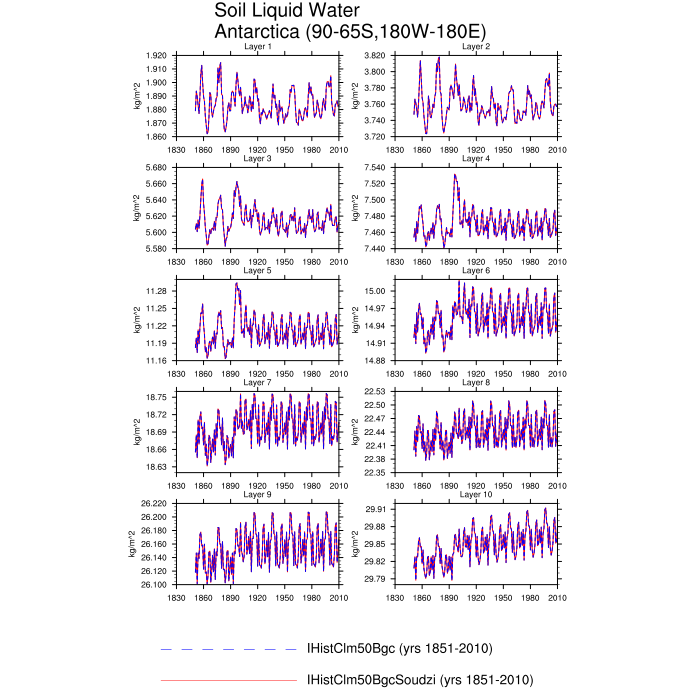 Soil Liquid Water
Antarctica (90-65S,180W-180E)
Layer 1
Layer 2
1.920
1.910
1.900
1.890
1.880
1.870
1.860
kg/m^2
1830 1860 1890 1920 1950 1980 2010
3.820
3.800
3.780
3.760
3.740
3.720
kg/m^2
1830 1860 1890 1920 1950 1980 2010
Layer 3
Layer 4
5.680
5.660
5.640
5.620
5.600
5.580
kg/m^2
1830 1860 1890 1920 1950 1980 2010
7.540
7.520
7.500
7.480
7.460
7.440
kg/m^2
1830 1860 1890 1920 1950 1980 2010
Layer 5
Layer 6
11.28
11.25
11.22
11.19
11.16
kg/m^2
1830 1860 1890 1920 1950 1980 2010
15.00
14.97
14.94
14.91
14.88
kg/m^2
1830 1860 1890 1920 1950 1980 2010
Layer 7
Layer 8
18.75
18.72
18.69
18.66
18.63
kg/m^2
1830 1860 1890 1920 1950 1980 2010
22.53
22.50
22.47
22.44
22.41
22.38
22.35
kg/m^2
1830 1860 1890 1920 1950 1980 2010
Layer 9
Layer 10
26.220
26.200
26.180
26.160
26.140
26.120
26.100
kg/m^2
1830 1860 1890 1920 1950 1980 2010
29.91
29.88
29.85
29.82
29.79
kg/m^2
1830 1860 1890 1920 1950 1980 2010
IHistClm50Bgc (yrs 1851-2010)
IHistClm50BgcSoudzi (yrs 1851-2010)